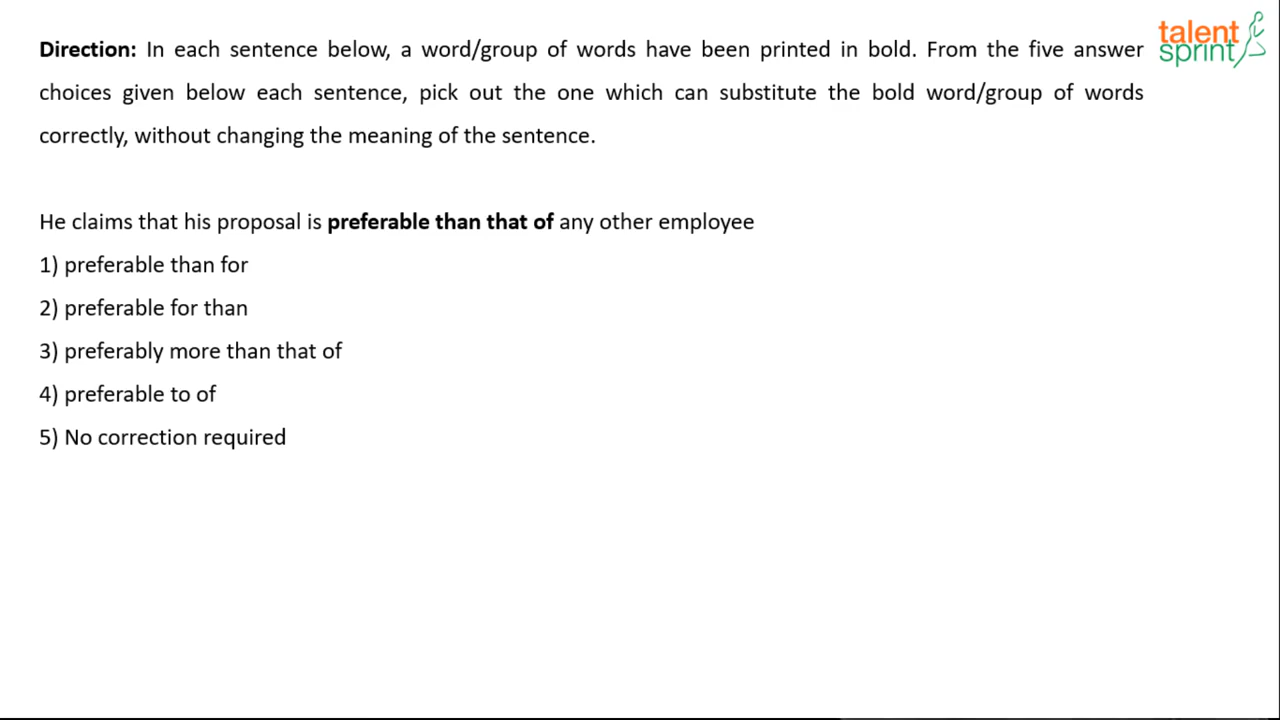 talent
sprint
Direction: In each sentence below, a word/group of words have been printed in bold. From the five answer
choices given below each sentence, pick out the one which can substitute the bold word/group of words
correctly, without changing the meaning of the sentence.
He claims that his proposal is preferable than that of any other employee
1) preferable than for
2) preferable for than
3) preferably more than that of
4) preferable to of
5) No correction required